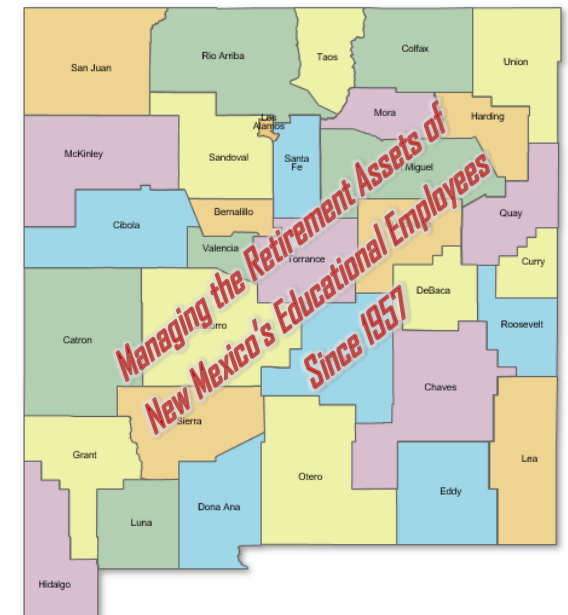 San Juan
Rio Arriba
Taos
Colfax
Union
Los
Alamos
Mora
Harding
McKinley
Sandoval
Santa
Fe
Miguel
Bernalillo
Quay
Cibola
Valencia
Torrance
Curry
DeBaca
Roosevelt
Catron
Managing the Retirement Assets of
New Mexico's Educational Employees
Since 1957
Chaves
Sierra
Grant
Otero
Lea
Eddy
Dona Ana
Luna
Hidalgo